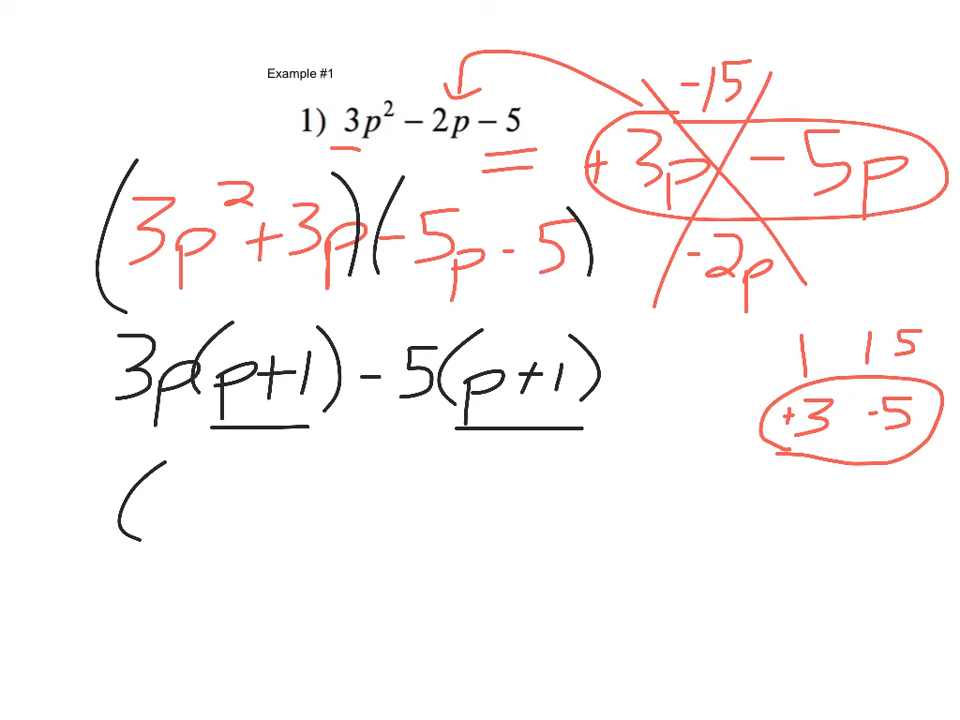 Example #1
1) 3p² − 2p − 5
-15
+3p − 5p
-2p
(3p² + 3p)(− 5p - 5)
1 15
+3 -5
3p(p+1) - 5(p+1)
(